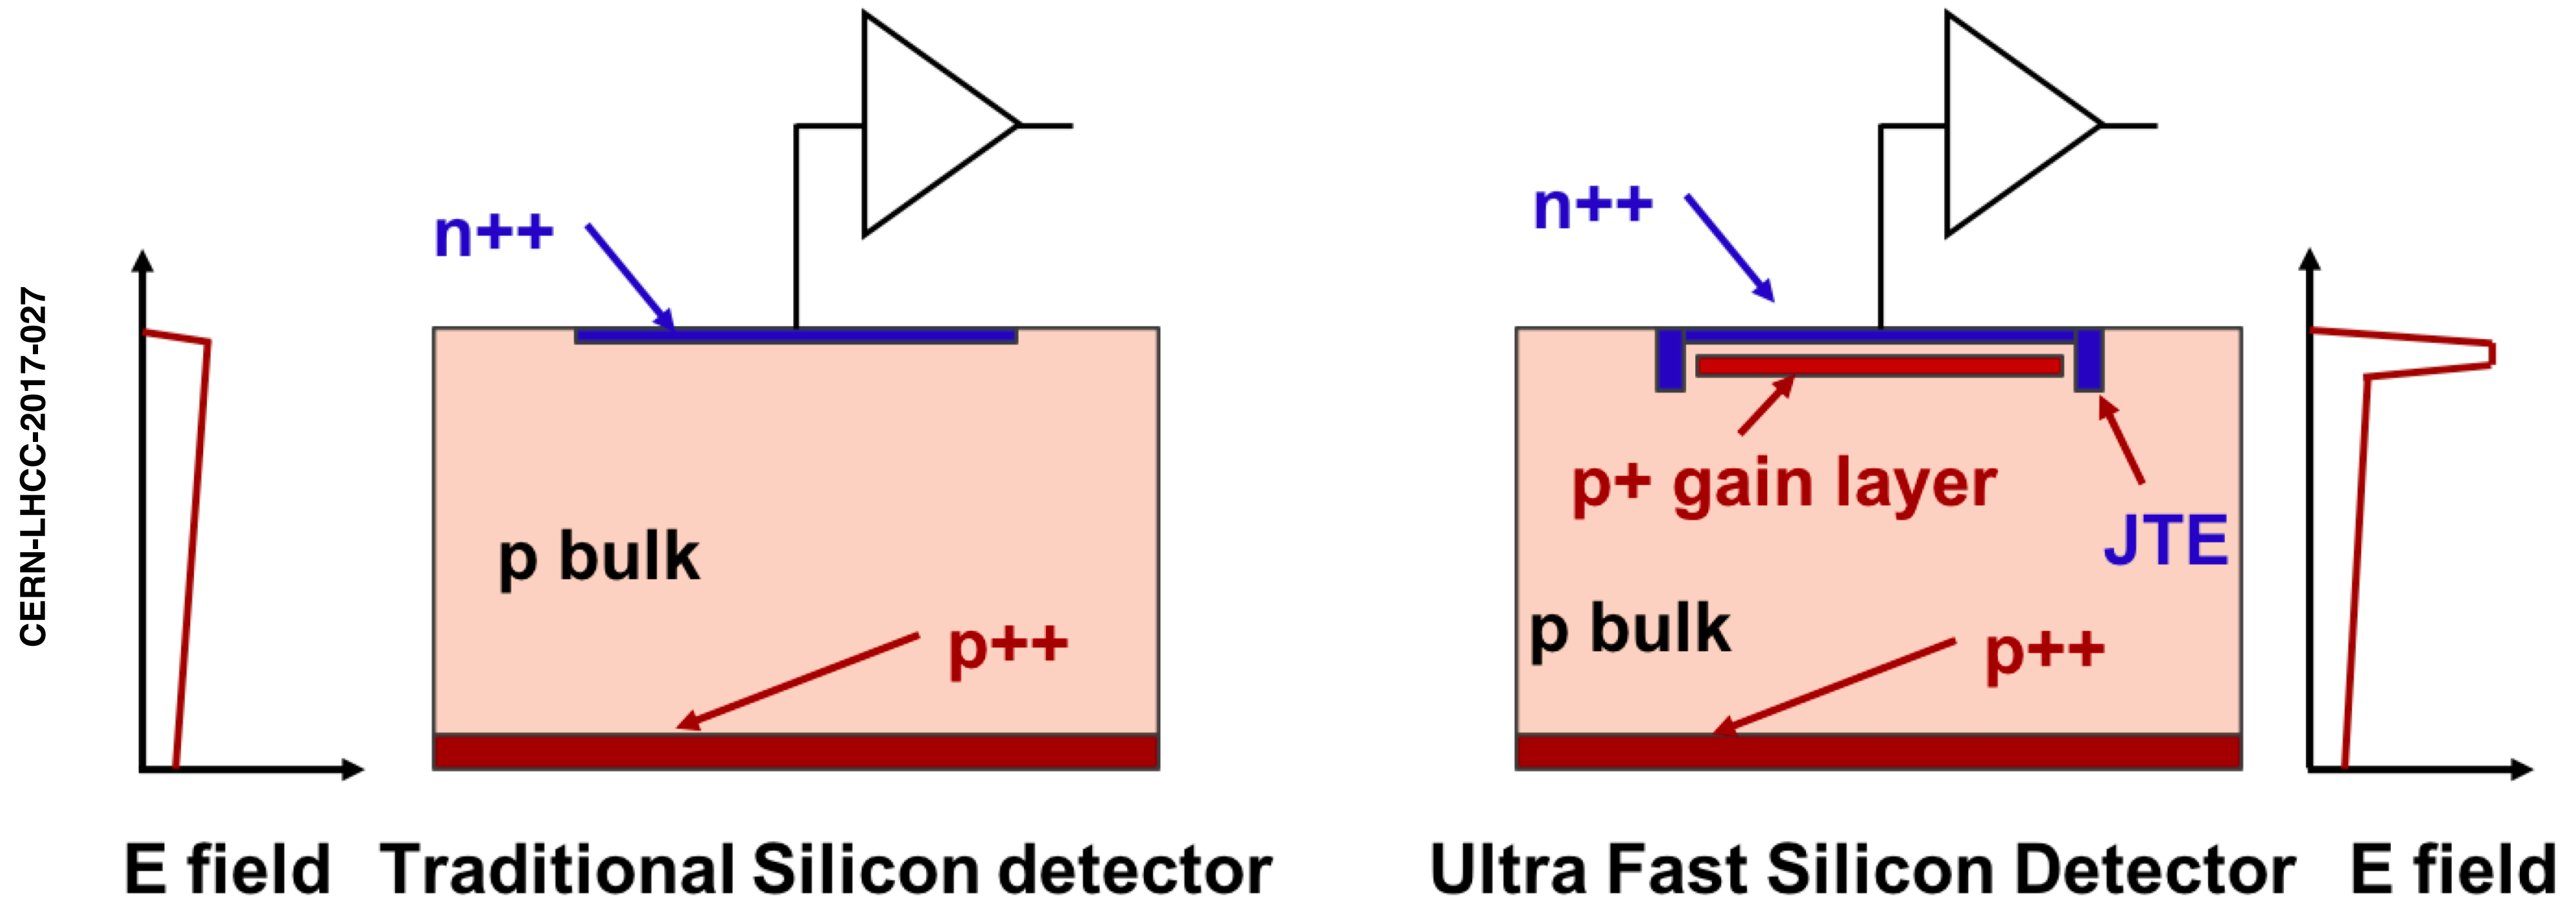 CERN-LHCC-2017-027
n++
p bulk
p++
E field
Traditional Silicon detector
n++
p+ gain layer
JTE
p bulk
p++
Ultra Fast Silicon Detector
E field